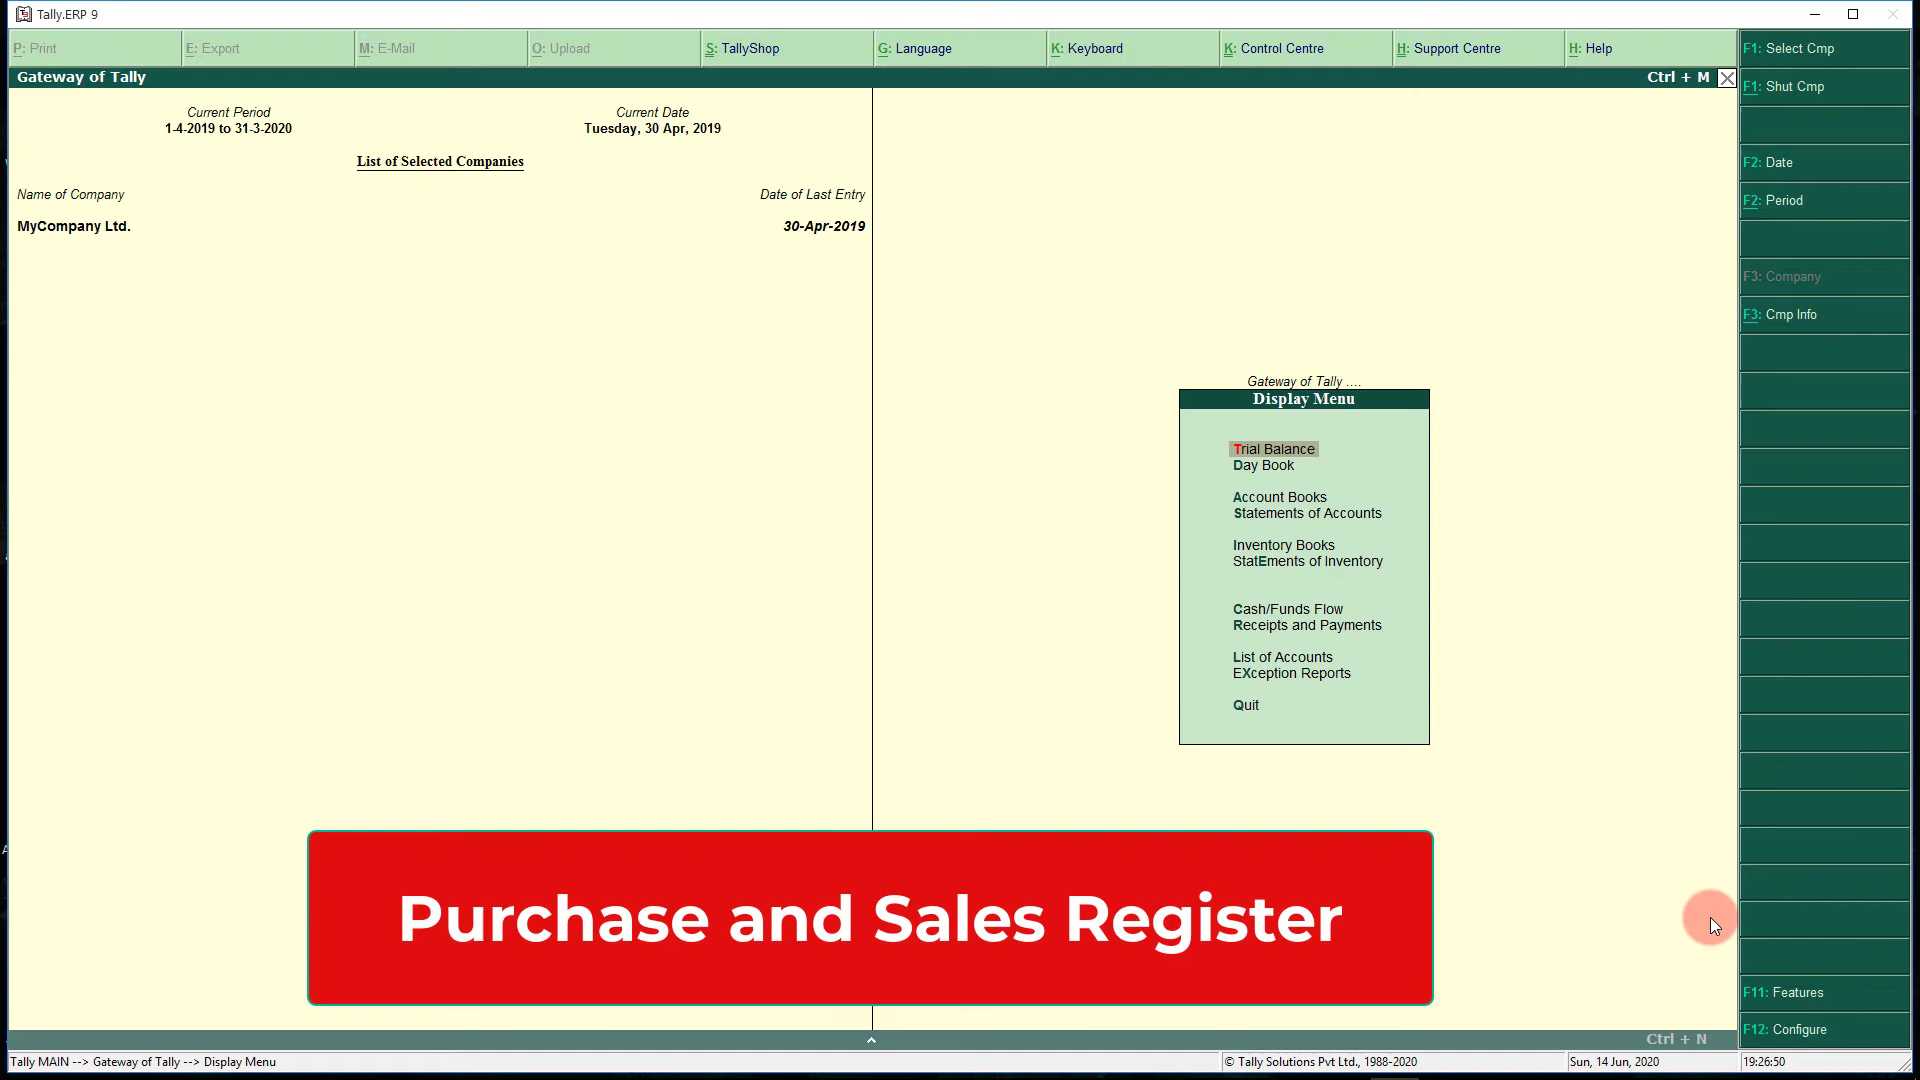 Tally.ERP 9
P: Print E: Export M: E-Mail O: Upload S: TallyShop G: Language K: Keyboard K: Control Centre H: Support Centre H: Help
Gateway of Tally Ctrl + M
Current Period Current Date
1-4-2019 to 31-3-2020 Tuesday, 30 Apr, 2019
List of Selected Companies
Name of Company Date of Last Entry
MyCompany Ltd. 30-Apr-2019
Gateway of Tally ....
Display Menu
Trial Balance
Day Book
Account Books
Statements of Accounts
Inventory Books
StatEments of Inventory
Cash/Funds Flow
Receipts and Payments
List of Accounts
EXception Reports
Quit
F1: Select Cmp
F1: Shut Cmp
F2: Date
F2: Period
F3: Company
F3: Cmp Info
F11: Features
F12: Configure
Purchase and Sales Register
Ctrl + N
Tally MAIN --> Gateway of Tally --> Display Menu © Tally Solutions Pvt Ltd., 1988-2020 Sun, 14 Jun, 2020 19:26:50